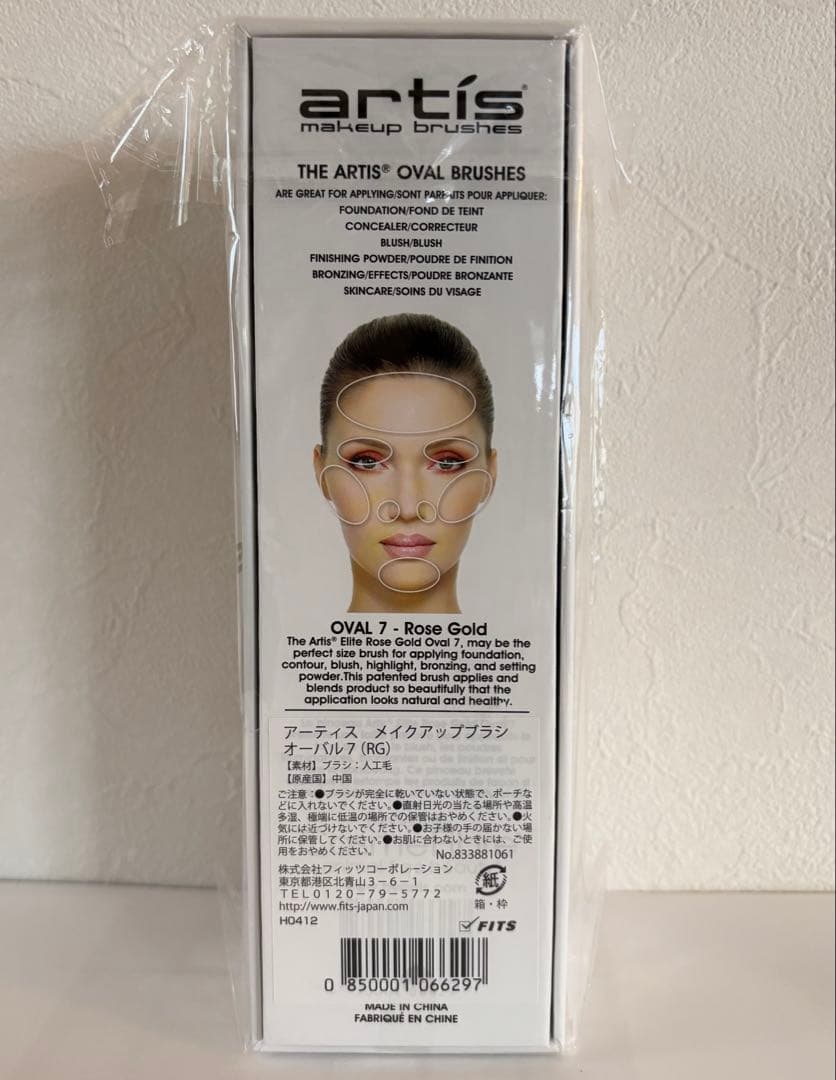 artís®
makeup brushes
THE ARTIS® OVAL BRUSHES
ARE GREAT FOR APPLYING/SONT PARFAITS POUR APPLIQUER:
FOUNDATION/FOND DE TEINT
CONCEALER/CORRECTEUR
BLUSH/BLUSH
FINISHING POWDER/POUDRE DE FINITION
BRONZING/EFFECTS/POUDRE BRONZANTE
SKINCARE/SOINS DU VISAGE
OVAL 7 - Rose Gold
The Artis® Elite Rose Gold Oval 7, may be the
perfect size brush for applying foundation,
contour, blush, highlight, bronzing, and setting
powder.This patented brush applies and
blends product so beautifully that the
application looks natural and healthy.
アーティス　メイクアップブラシ
オーバル7（RG）
【素材】ブラシ：人工毛
【原産国】中国
ご注意：●ブラシが完全に乾いていない状態で、ポーチな
どに入れないでください。●直射日光の当たる場所や高温
多湿、極端に低温の場所での保管はおやめください。●火
気には近づけないでください。●お子様の手の届かない場
所に保管してください。●お肌に合わないときには、ご使
用をおやめください。
No.833881061
株式会社フィッツコーポレーション
東京都港区北青山3－6－1
TEL0120－79－5772
http://www.fits-japan.com
H0412
紙
箱・枠
FITS
0 850001 066297
MADE IN CHINA
FABRIQUÉ EN CHINE